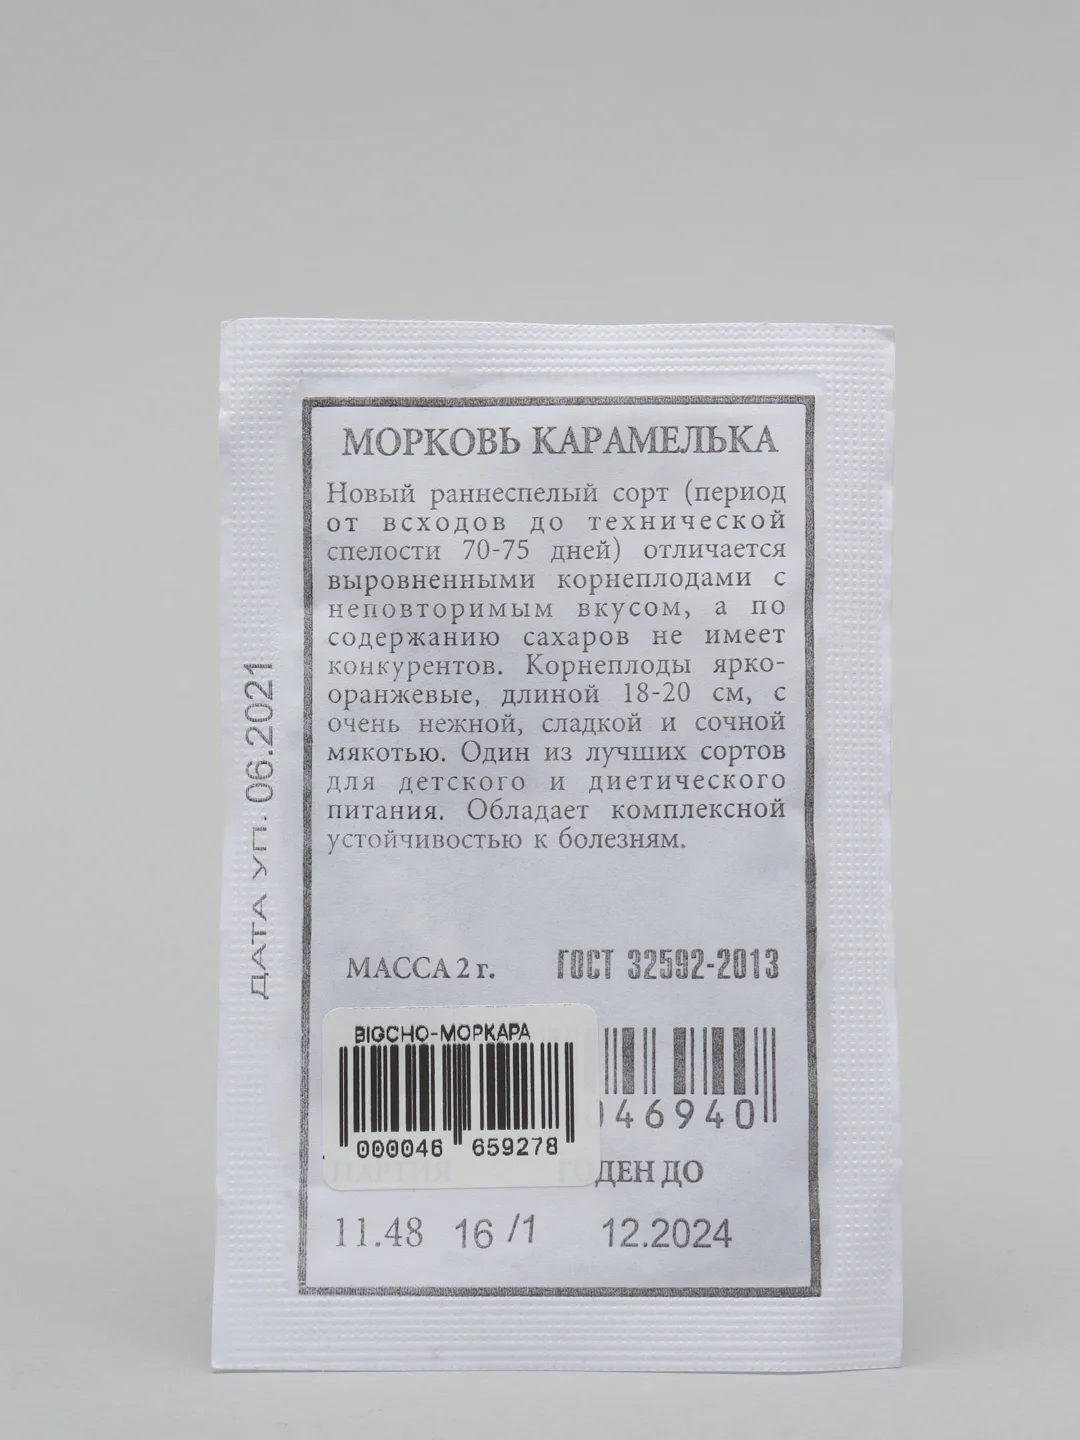 МОРКОВЬ КАРАМЕЛЬКА
Новый раннеспелый сорт (период
от всходов до технической
спелости 70-75 дней) отличается
выровненными корнеплодами с
неповторимым вкусом, а по
содержанию сахаров не имеет
конкурентов. Корнеплоды ярко-
оранжевые, длиной 18-20 см, с
очень нежной, сладкой и сочной
мякотью. Один из лучших сортов
для детского и диетического
питания. Обладает комплексной
устойчивостью к болезням.
ДАТА УП. 06.2021
МАССА 2 г. ГОСТ 32592-2013
BIGCHO-МОРКАРА
000046 659278
046940
ПАРТИЯ ГОДЕН ДО
11.48 16 /1 12.2024